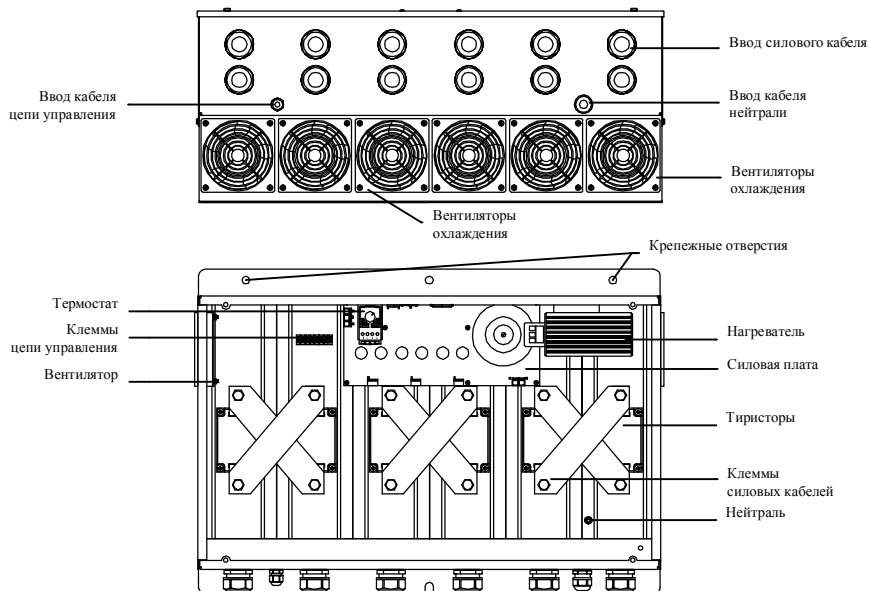 Ввод силового кабеля
Ввод кабеля
цепи управления
Ввод кабеля
нейтрали
Вентиляторы
охлаждения
Вентиляторы
охлаждения
Крепежные отверстия
Термостат
Клеммы
цепи управления
Вентилятор
Нагреватель
Силовая плата
Тиристоры
Клеммы
силовых кабелей
Нейтраль